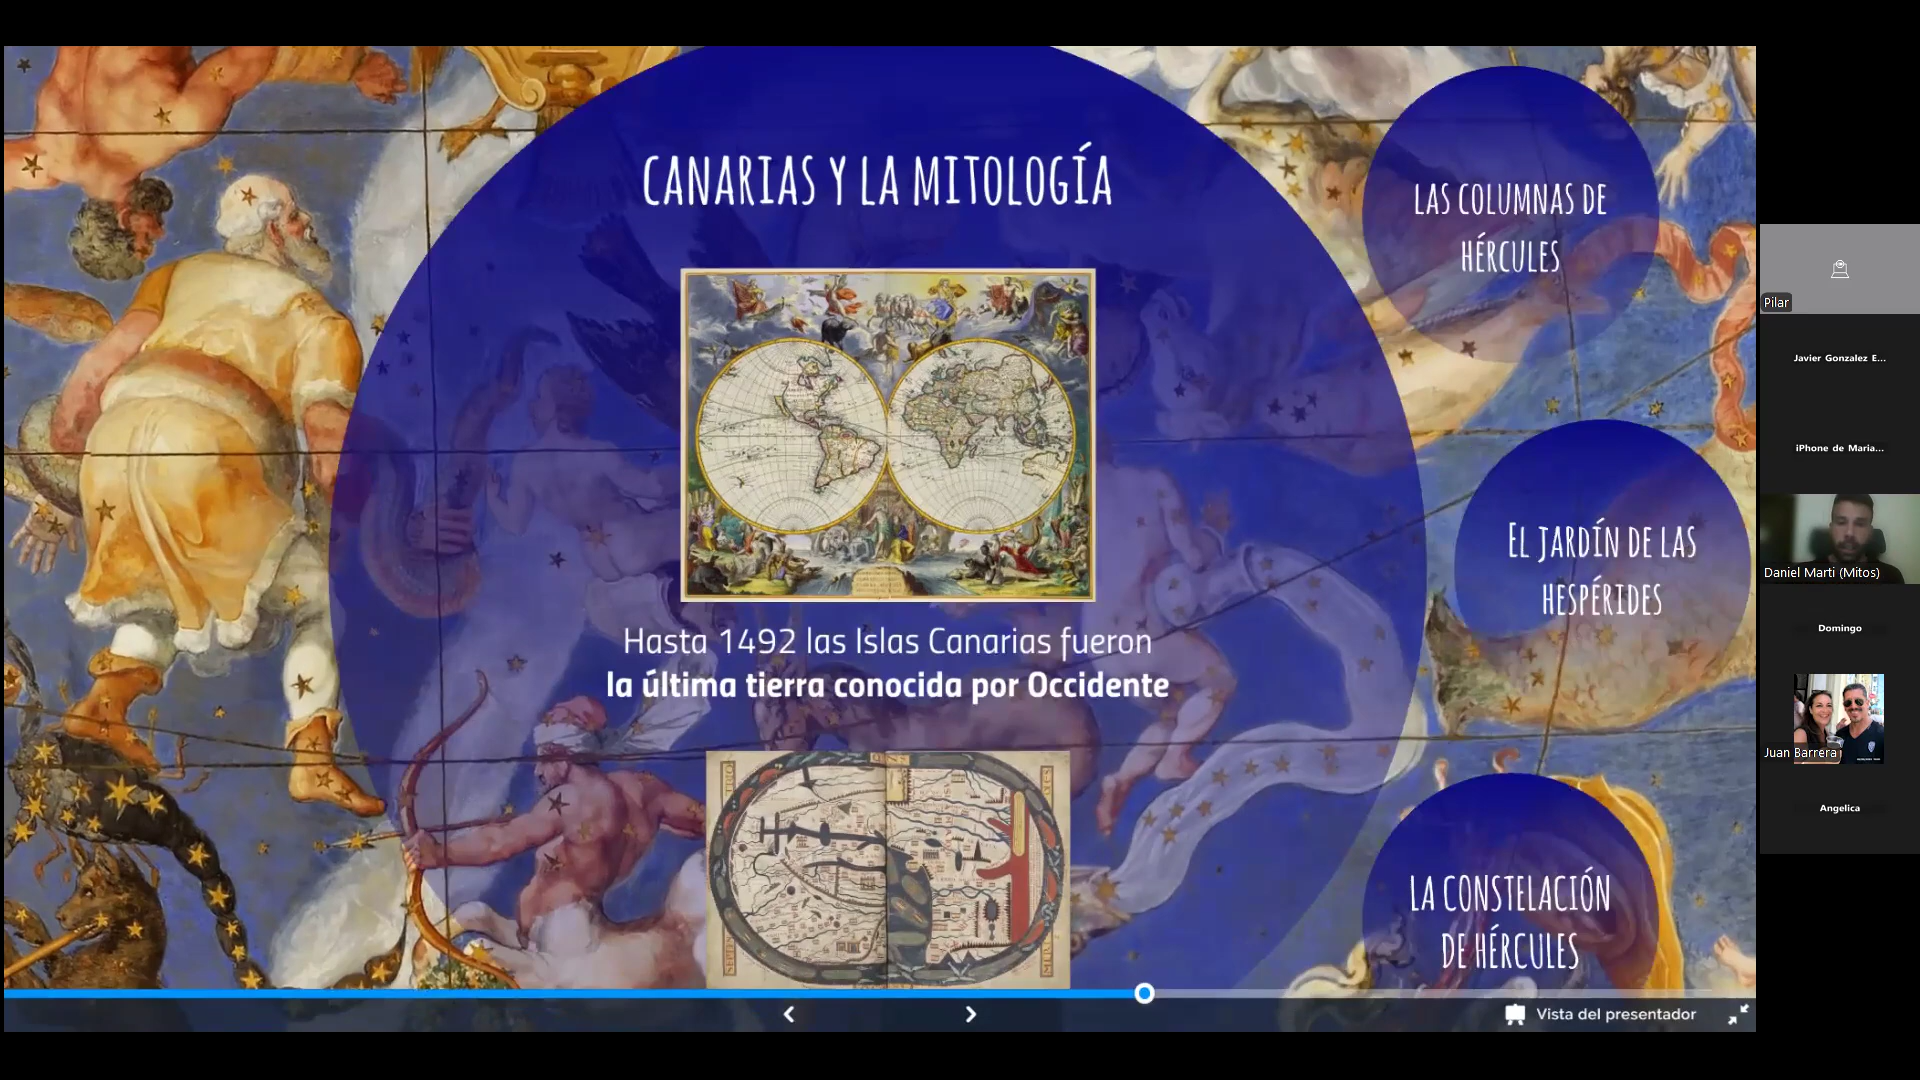 CANARIAS Y LA MITOLOGÍA
Hasta 1492 las Islas Canarias fueron
la última tierra conocida por Occidente
LAS COLUMNAS DE
HÉRCULES
EL JARDÍN DE LAS
HESPÉRIDES
LA CONSTELACIÓN
DE HÉRCULES
Vista del presentador
Pilar
Javier Gonzalez E...
iPhone de Maria...
Daniel Marti (Mitos)
Domingo
Juan Barrera
Angelica